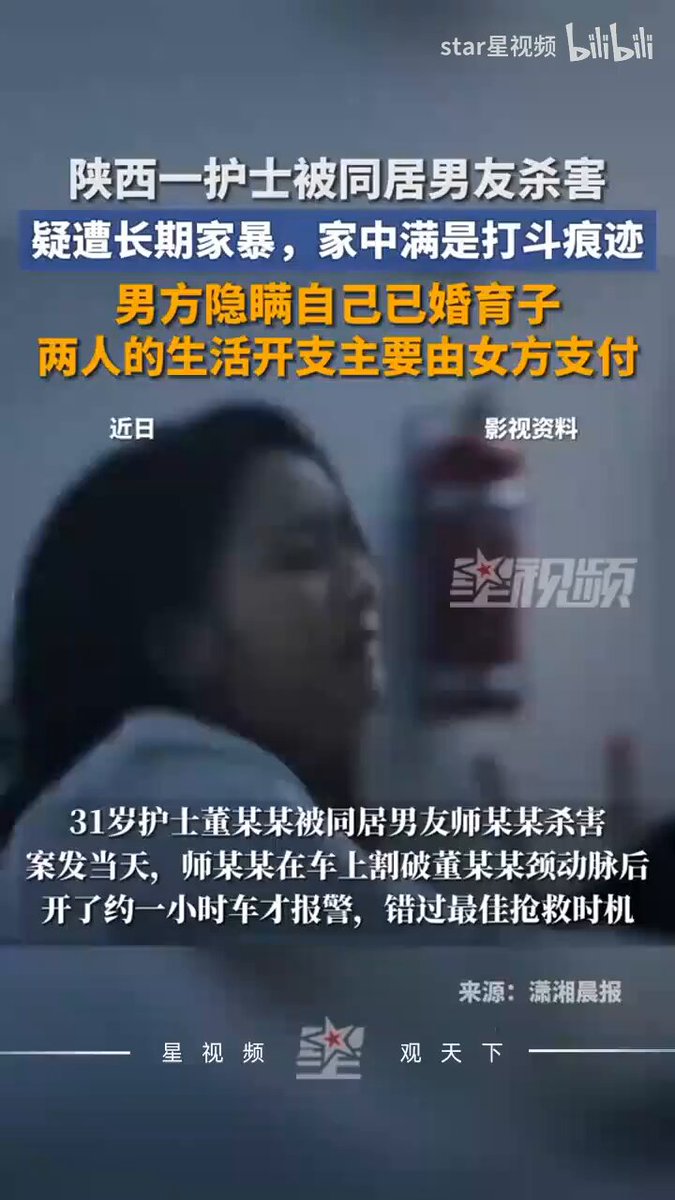 star星视频 bilibili
陕西一护士被同居男友杀害
疑遭长期家暴，家中满是打斗痕迹
男方隐瞒自己已婚育子
两人的生活开支主要由女方支付
近日 影视资料
星视频
31岁护士董某某被同居男友师某某杀害
案发当天，师某某在车上割破董某某颈动脉后
开了约一小时车才报警，错过最佳抢救时机
来源：潇湘晨报
星视频 星 观天下